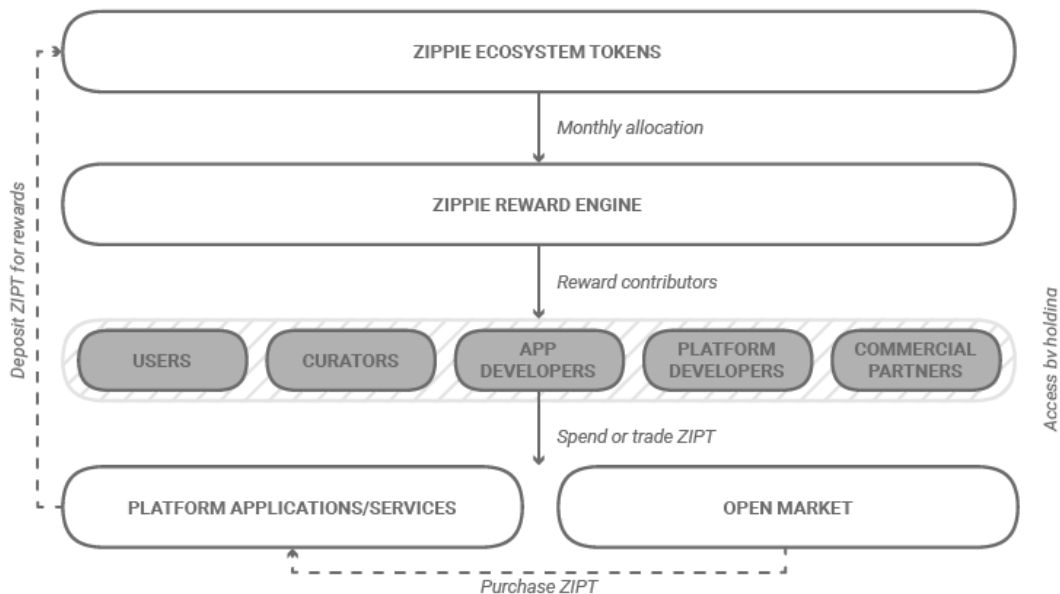 ZIPPIE ECOSYSTEM TOKENS
Monthly allocation
ZIPPIE REWARD ENGINE
Deposit ZIPT for rewards
Reward contributors
Access by holding
USERS
CURATORS
APP
DEVELOPERS
PLATFORM
DEVELOPERS
COMMERCIAL
PARTNERS
Spend or trade ZIPT
PLATFORM APPLICATIONS/SERVICES
OPEN MARKET
Purchase ZIPT